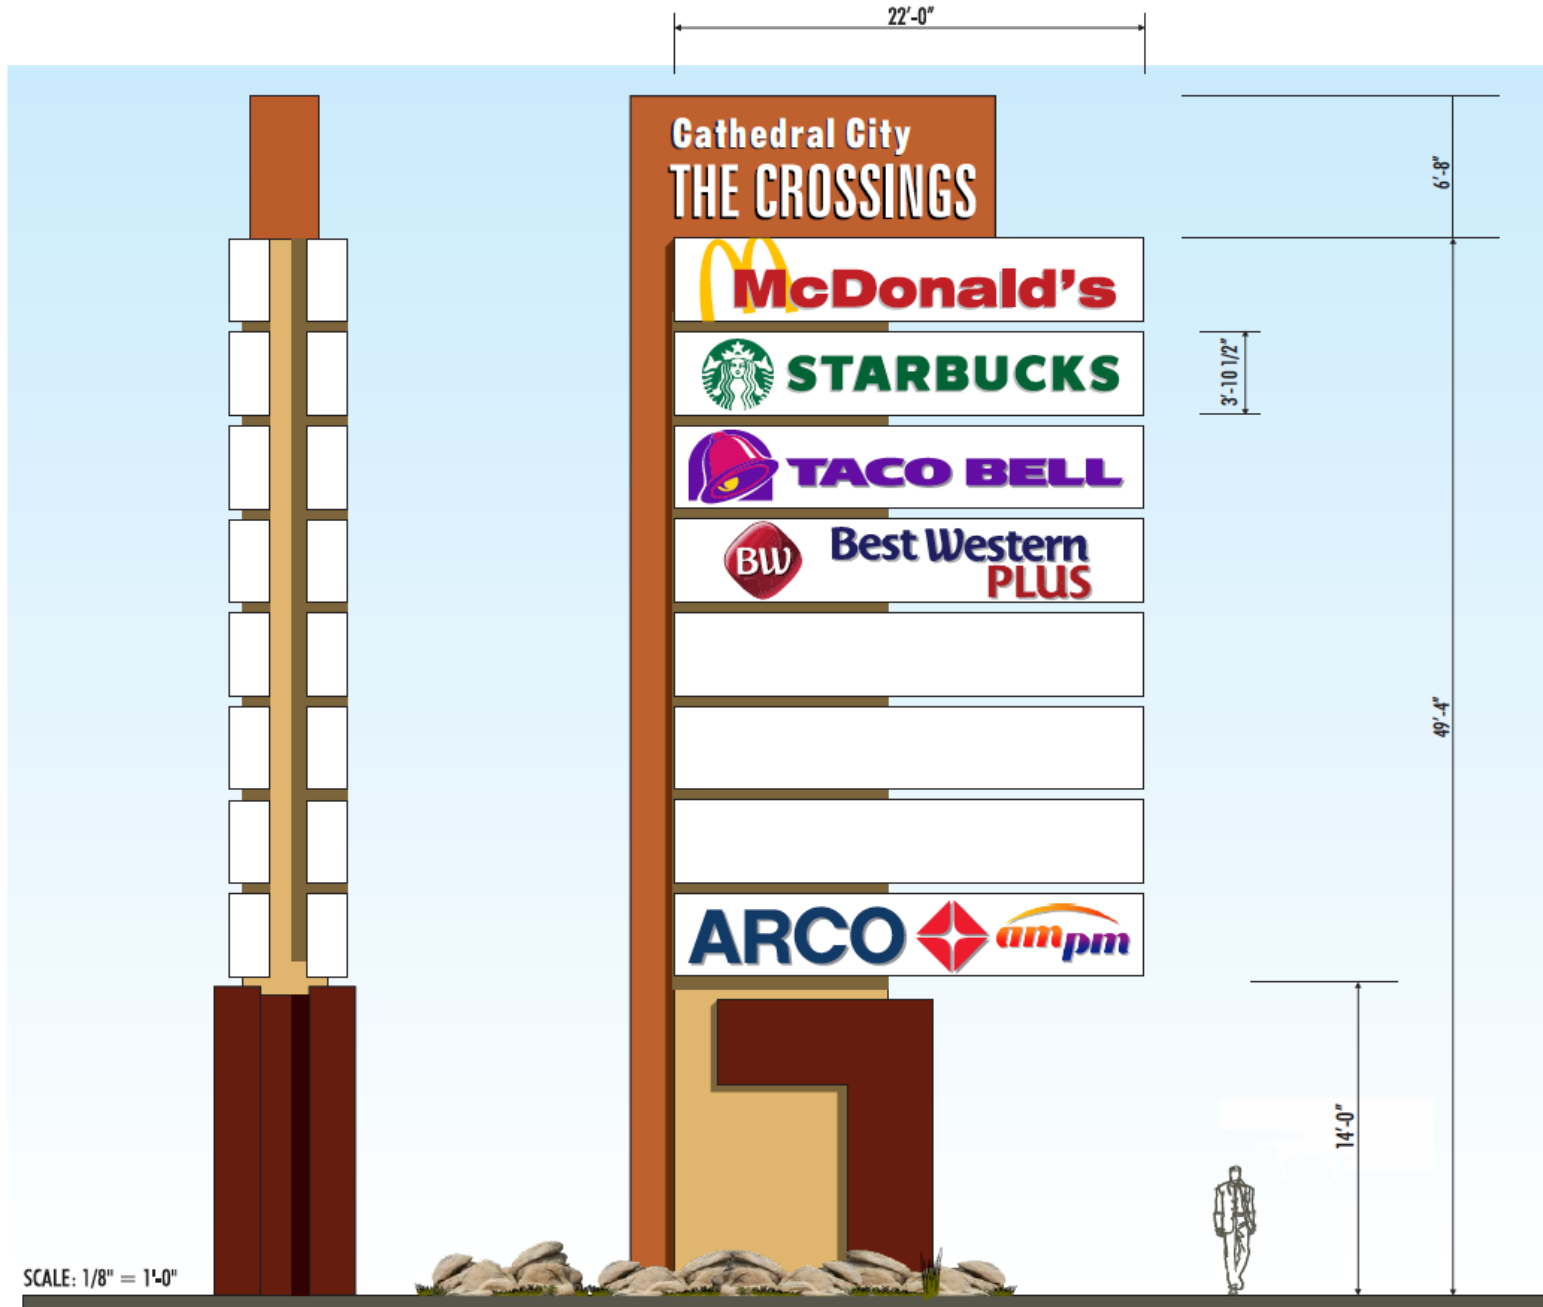 22'-0"
Cathedral City
THE CROSSINGS
6'-8"
McDonald's
STARBUCKS
3'-10 1/2"
TACO BELL
BW Best Western
PLUS
49'-4"
ARCO ampm
14'-0"
SCALE: 1/8" = 1'-0"